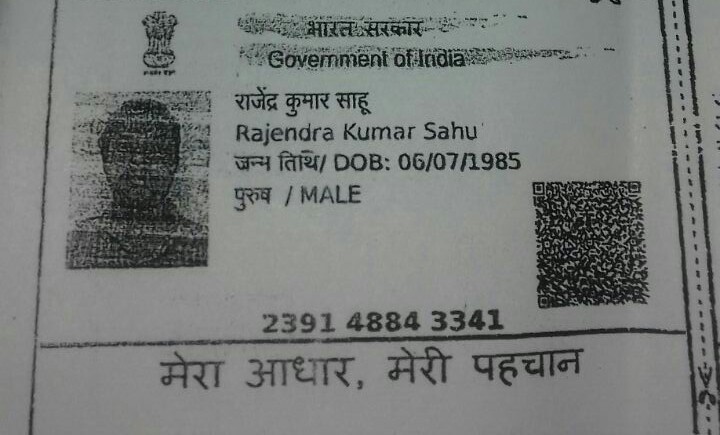 भारत सरकार
Government of India
राजेंद्र कुमार साहू
Rajendra Kumar Sahu
जन्म तिथि/ DOB: 06/07/1985
पुरुष / MALE
2391 4884 3341
मेरा आधार, मेरी पहचान